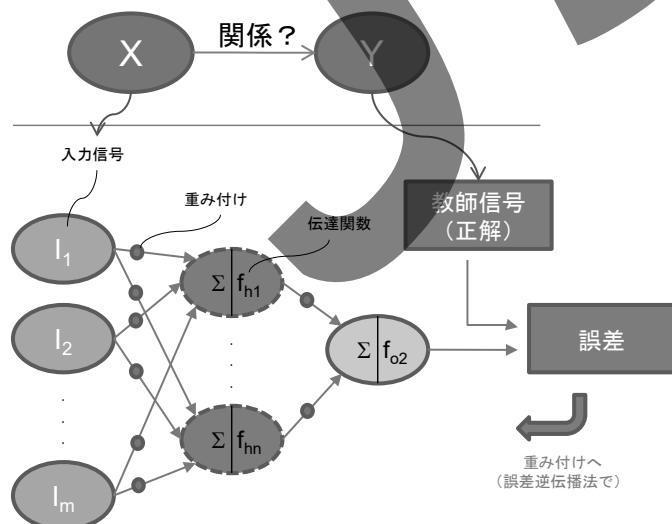 X
関係？
Y
入力信号
重み付け
伝達関数
教師信号
（正解）
I1
Σ fh1
I2
Σ fo2
誤差
Σ fhn
Im
重み付けへ
（誤差逆伝播法で）